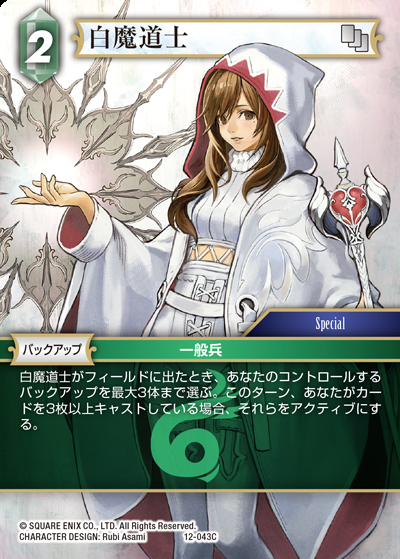 2
白魔道士
Special
バックアップ
一般兵
白魔道士がフィールドに出たとき、あなたのコントロールする
バックアップを最大3体まで選ぶ。このターン、あなたがカー
ドを3枚以上キャストしている場合、それらをアクティブにす
る。
© SQUARE ENIX CO., LTD. All Rights Reserved.
CHARACTER DESIGN: Rubi Asami
12-043C